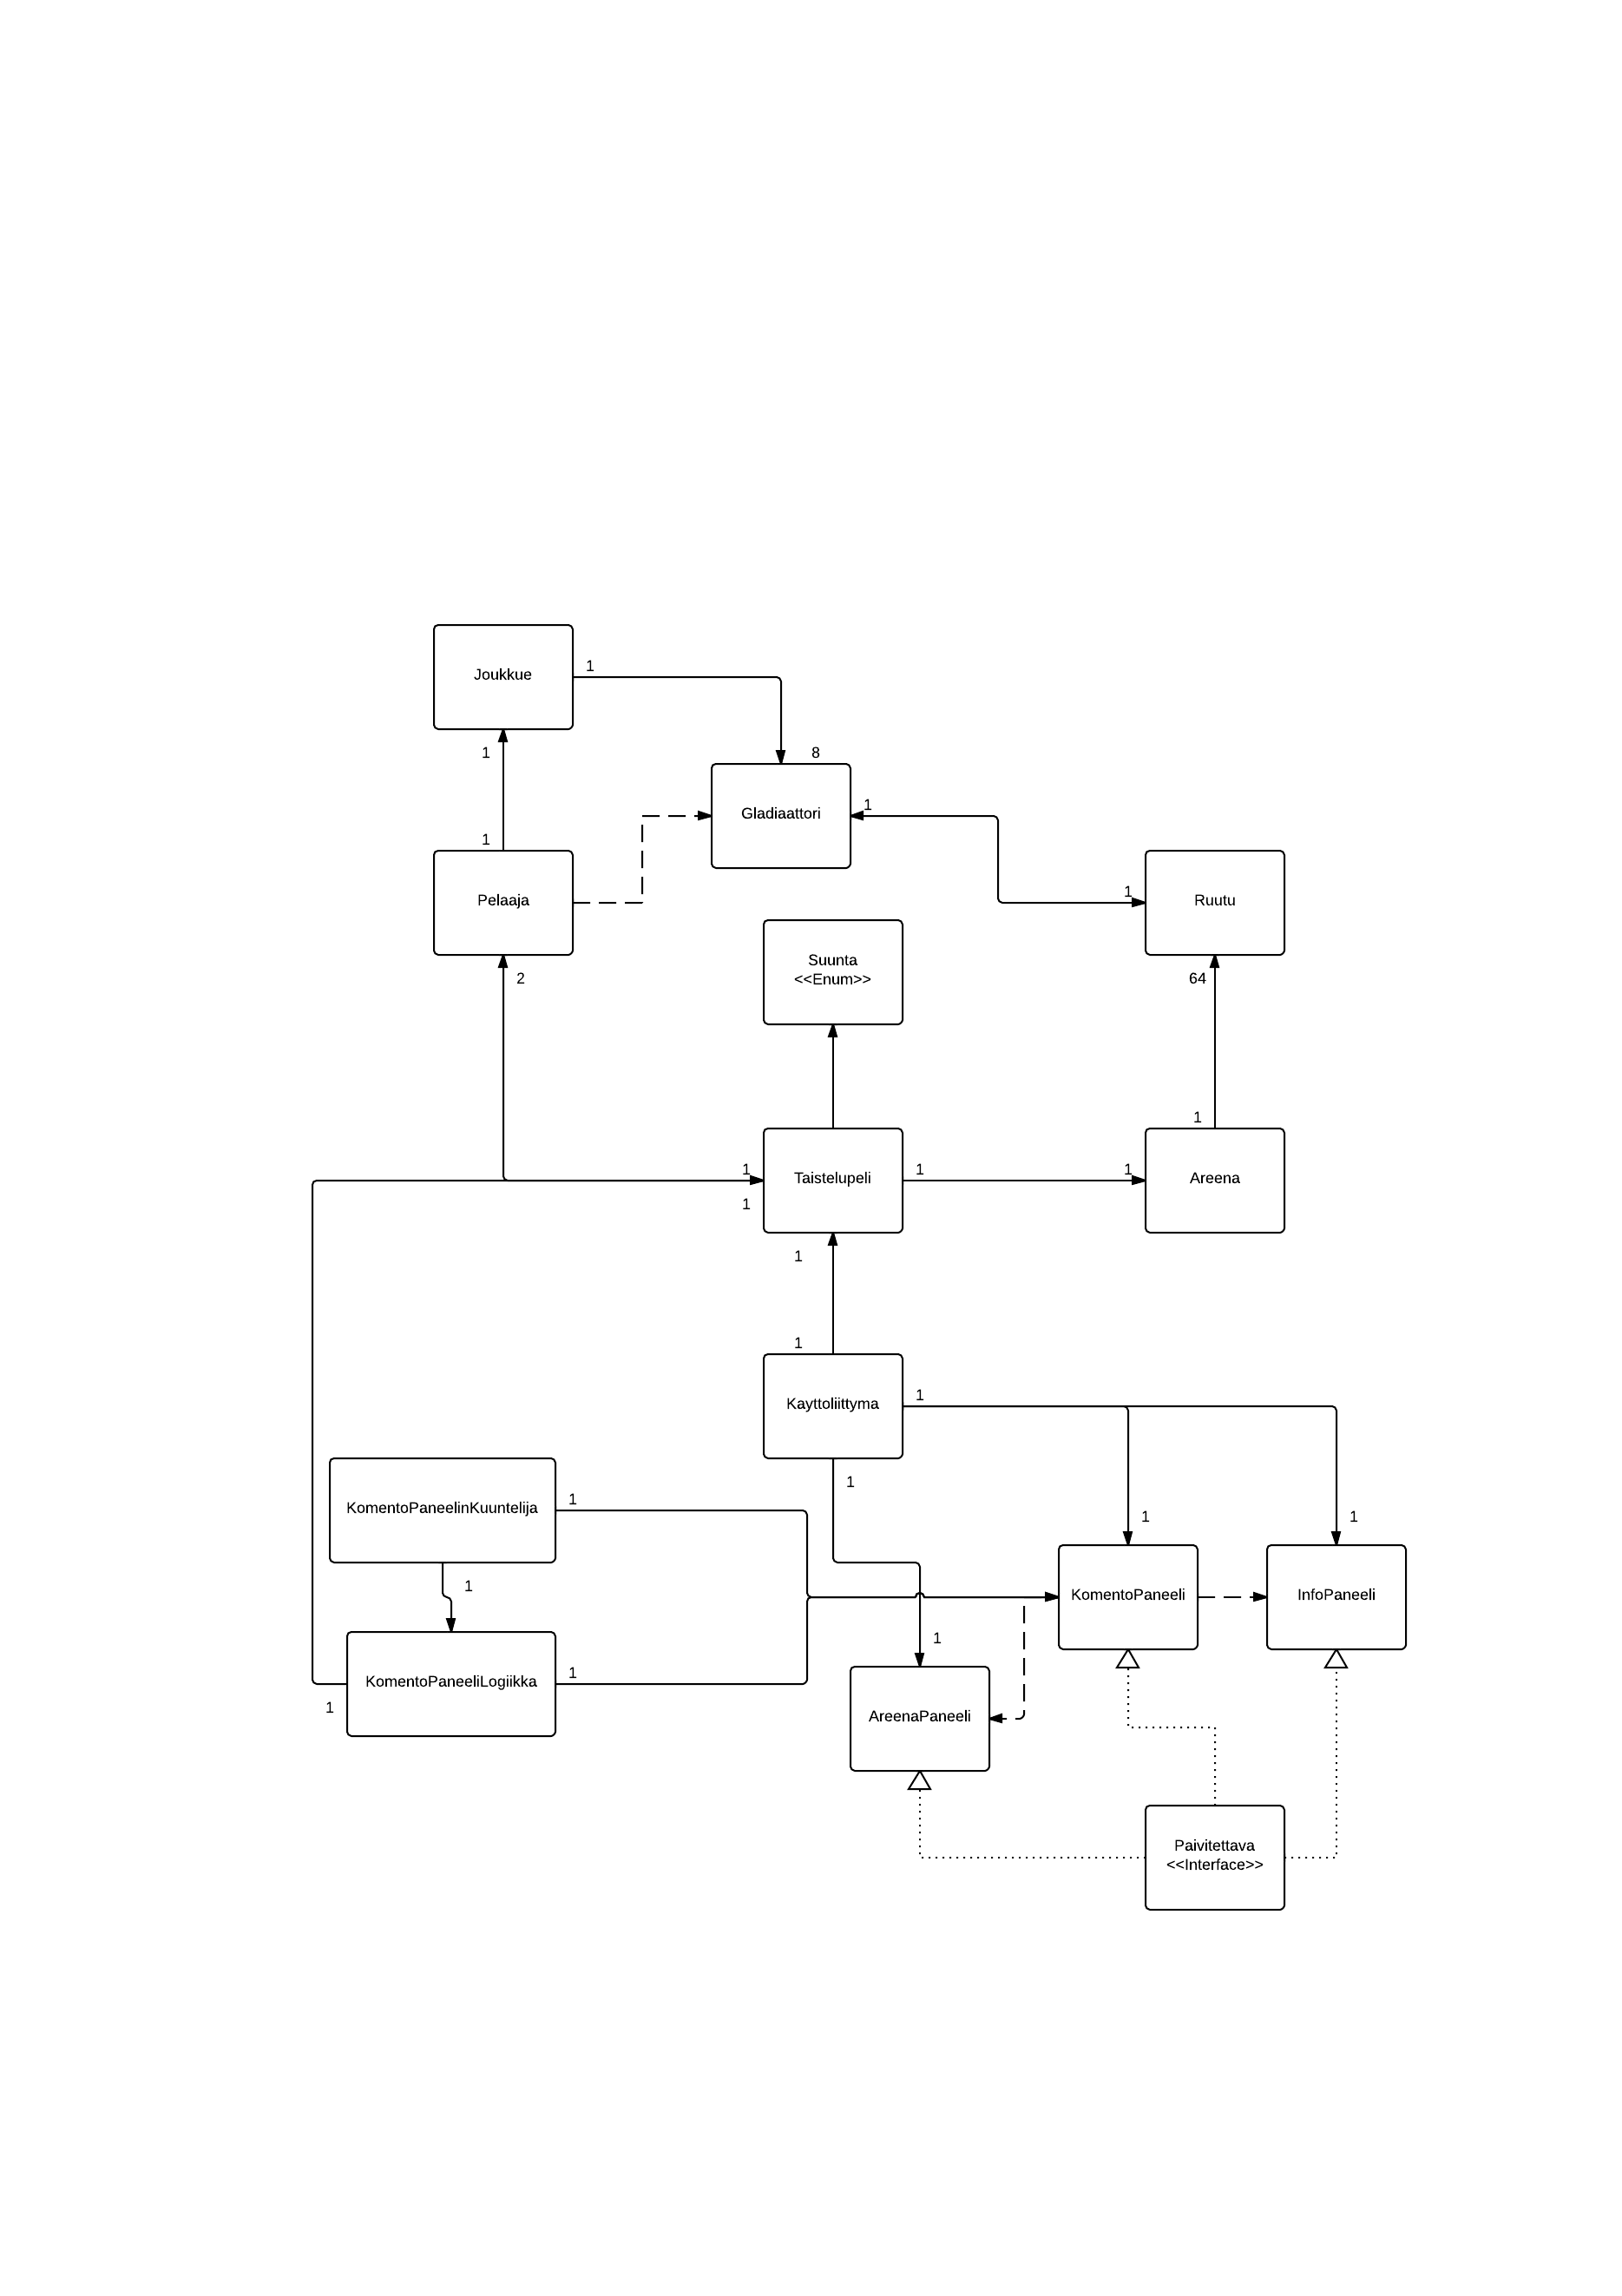 Joukkue
1
1
8
Gladiaattori
1
1
Pelaaja
1
Ruutu
2
Suunta
<<Enum>>
64
1
1
Taistelupeli
1
1
Areena
1
1
1
Kayttoliittyma
1
1
KomentoPaneelinKuuntelija
1
1
1
1
KomentoPaneeli
InfoPaneeli
1
KomentoPaneeliLogiikka
1
1
AreenaPaneeli
Paivitettava
<<Interface>>